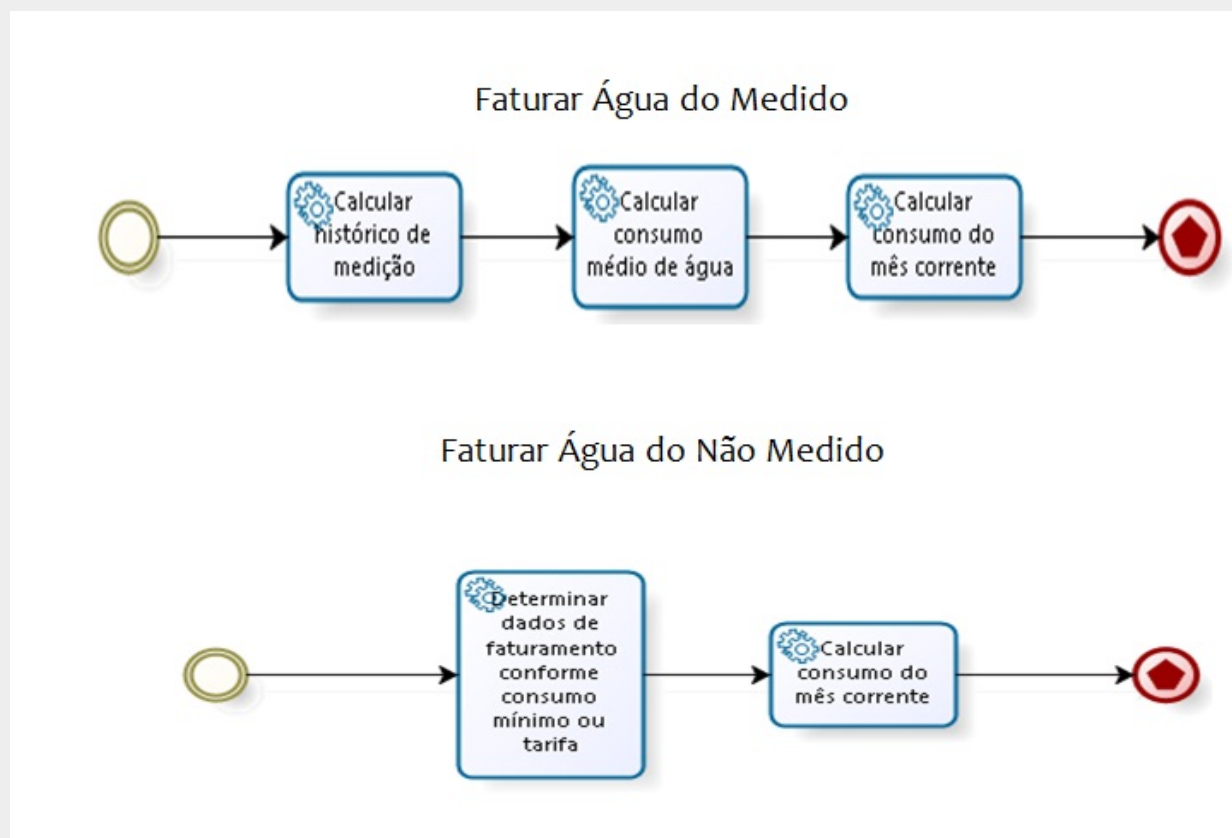 Faturar Água do Medido
Calcular
histórico de
medição
Calcular
consumo
médio de água
Calcular
consumo do
mês corrente
Faturar Água do Não Medido
Determinar
dados de
faturamento
conforme
consumo
mínimo ou
tarifa
Calcular
consumo do
mês corrente